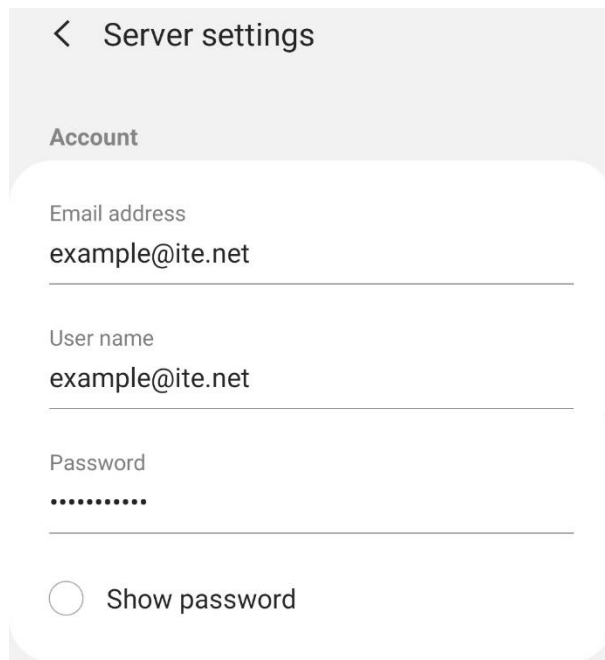 Server settings
Account
Email address
example@ite.net
User name
example@ite.net
Password
•••••••••••
Show password